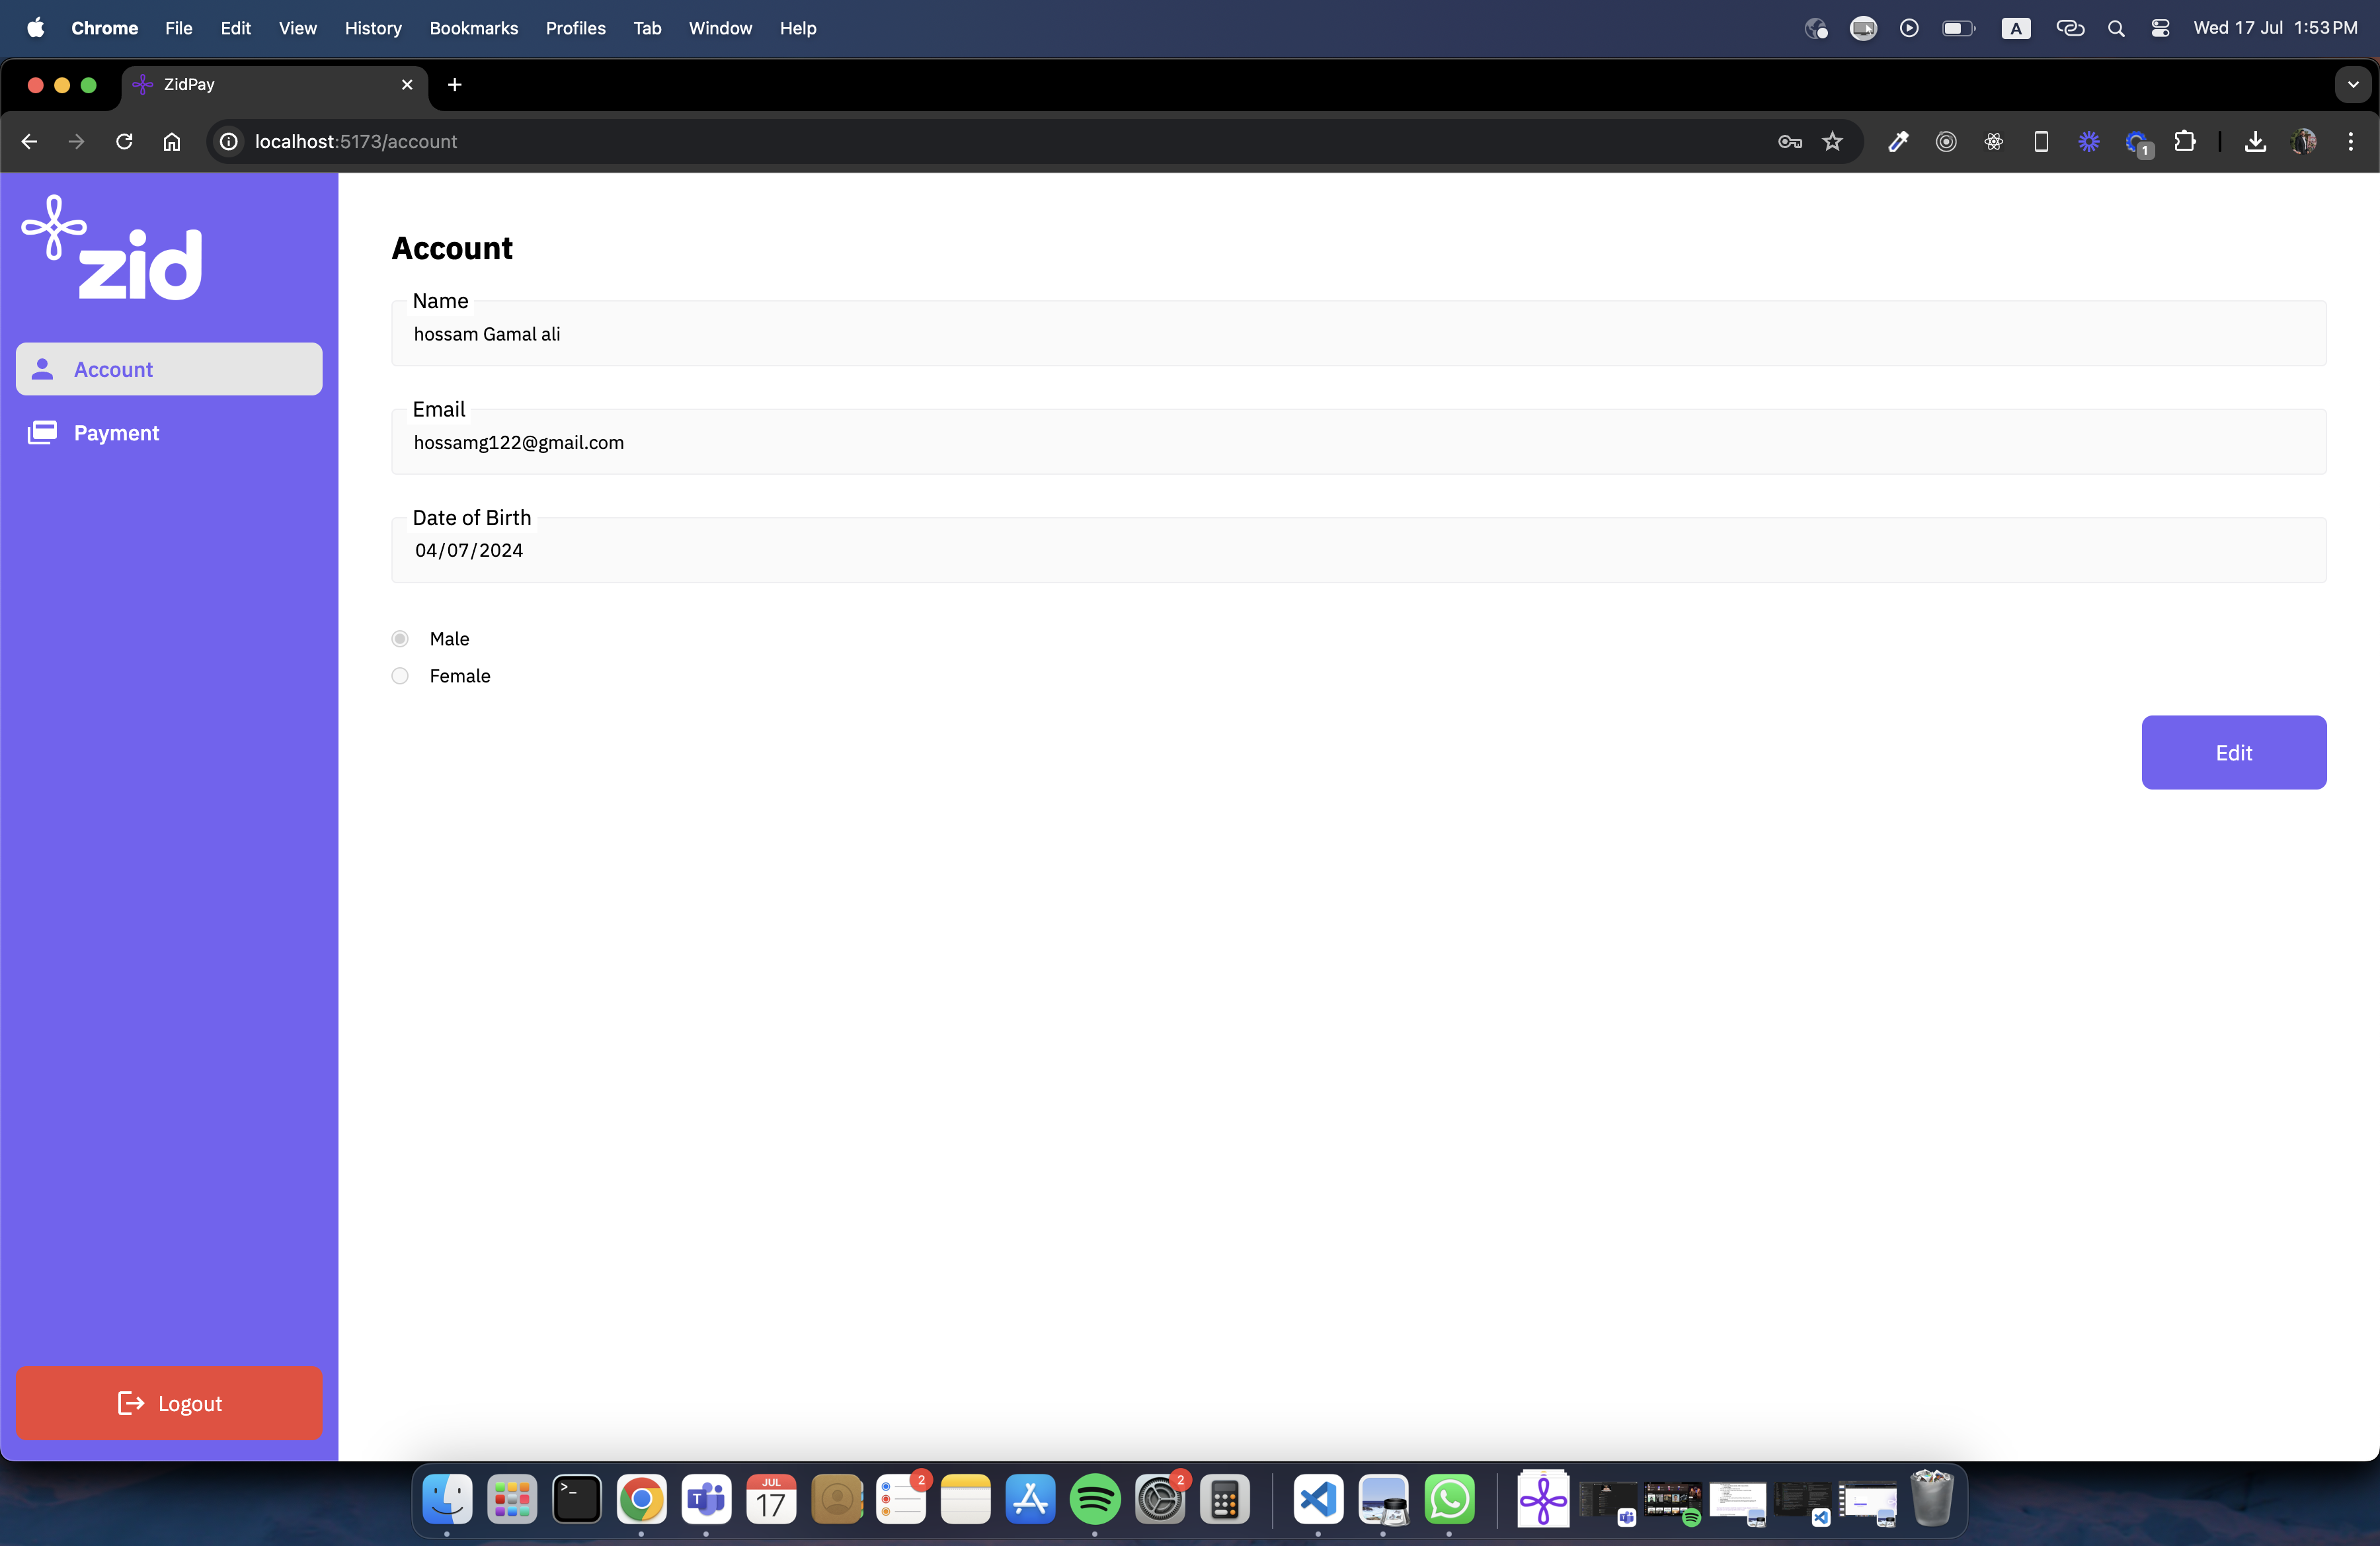 Chrome File Edit View History Bookmarks Profiles Tab Window Help A Wed 17 Jul 1:53 PM
ZidPay
localhost:5173/account 1
zid
Account
Payment
Logout
Account
Name
hossam Gamal ali
Email
hossamg122@gmail.com
Date of Birth
04/07/2024
Male
Female
Edit
JUL
17
2
2